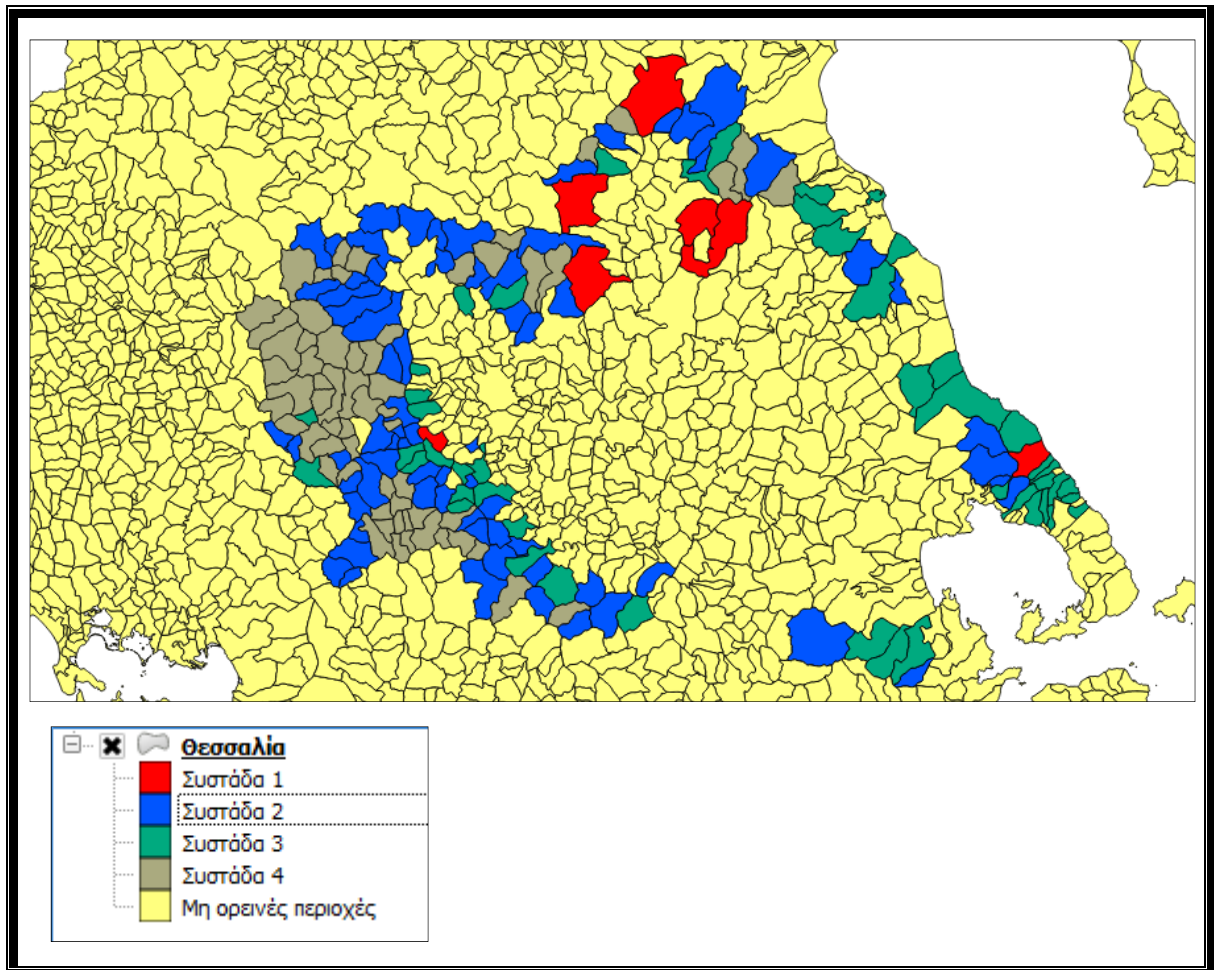 Θεσσαλία
Συστάδα 1
Συστάδα 2
Συστάδα 3
Συστάδα 4
Μη ορεινές περιοχές